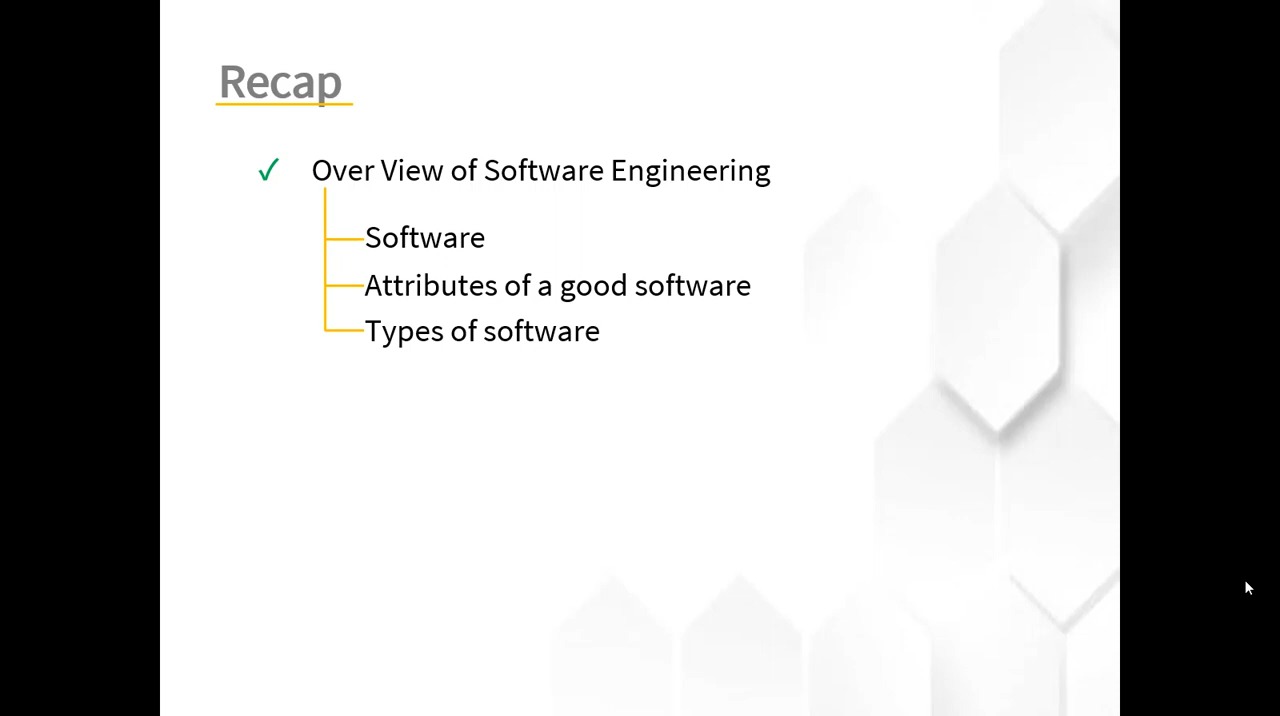 Recap
✓ Over View of Software Engineering
Software
Attributes of a good software
Types of software